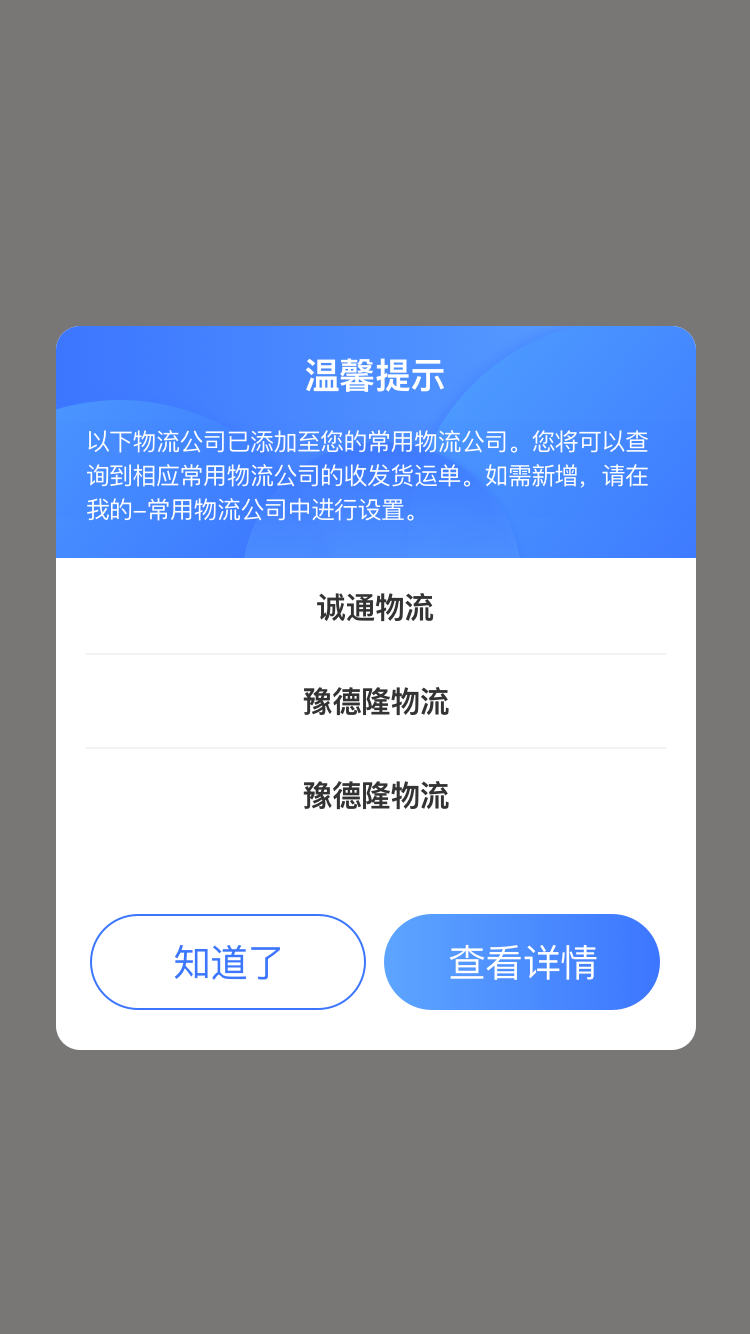 温馨提示
以下物流公司已添加至您的常用物流公司。您将可以查
询到相应常用物流公司的收发货运单。如需新增，请在
我的–常用物流公司中进行设置。
诚通物流
豫德隆物流
豫德隆物流
知道了
查看详情